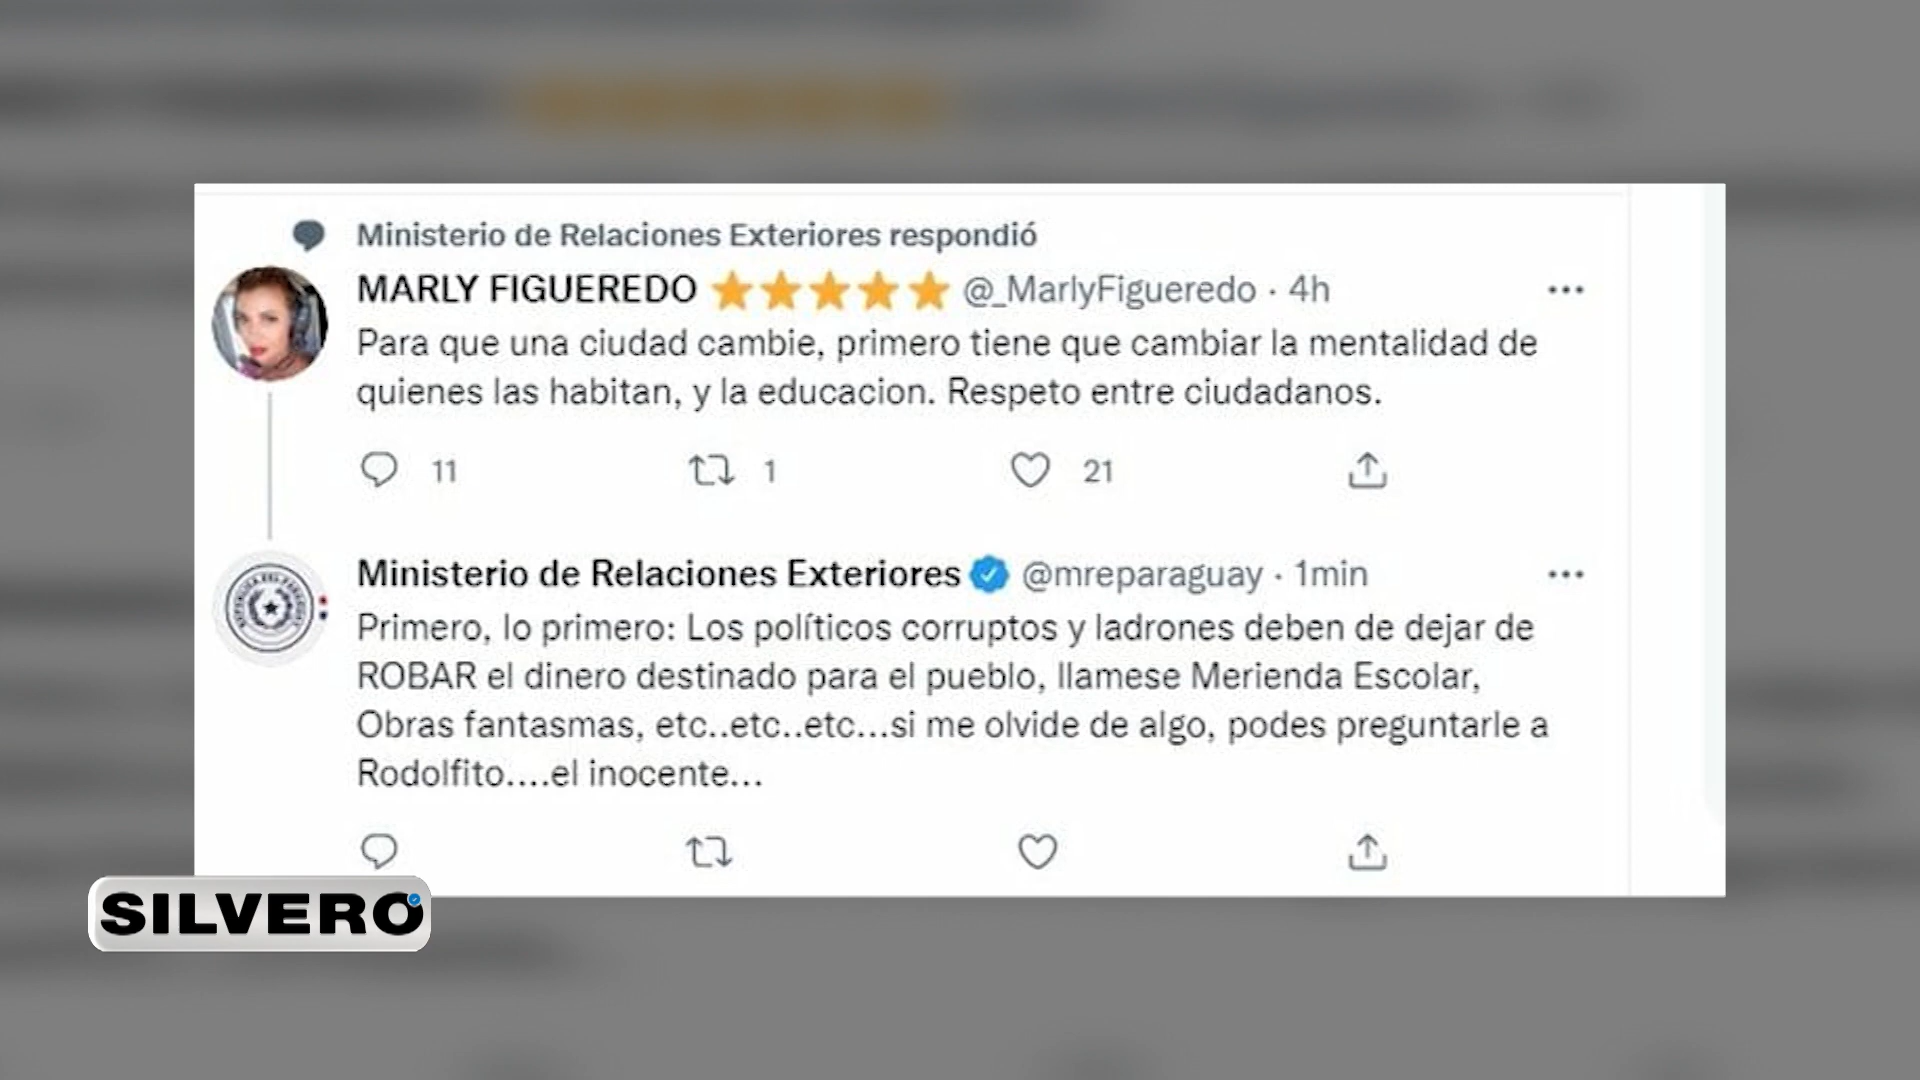 Ministerio de Relaciones Exteriores respondió
MARLY FIGUEREDO ⭐⭐⭐⭐⭐ @_MarlyFigueredo · 4h
Para que una ciudad cambie, primero tiene que cambiar la mentalidad de
quienes las habitan, y la educacion. Respeto entre ciudadanos.
11 1 21
Ministerio de Relaciones Exteriores @mreparaguay · 1min
Primero, lo primero: Los políticos corruptos y ladrones deben de dejar de
ROBAR el dinero destinado para el pueblo, llamese Merienda Escolar,
Obras fantasmas, etc..etc..etc...si me olvide de algo, podes preguntarle a
Rodolfito....el inocente...
SILVERO